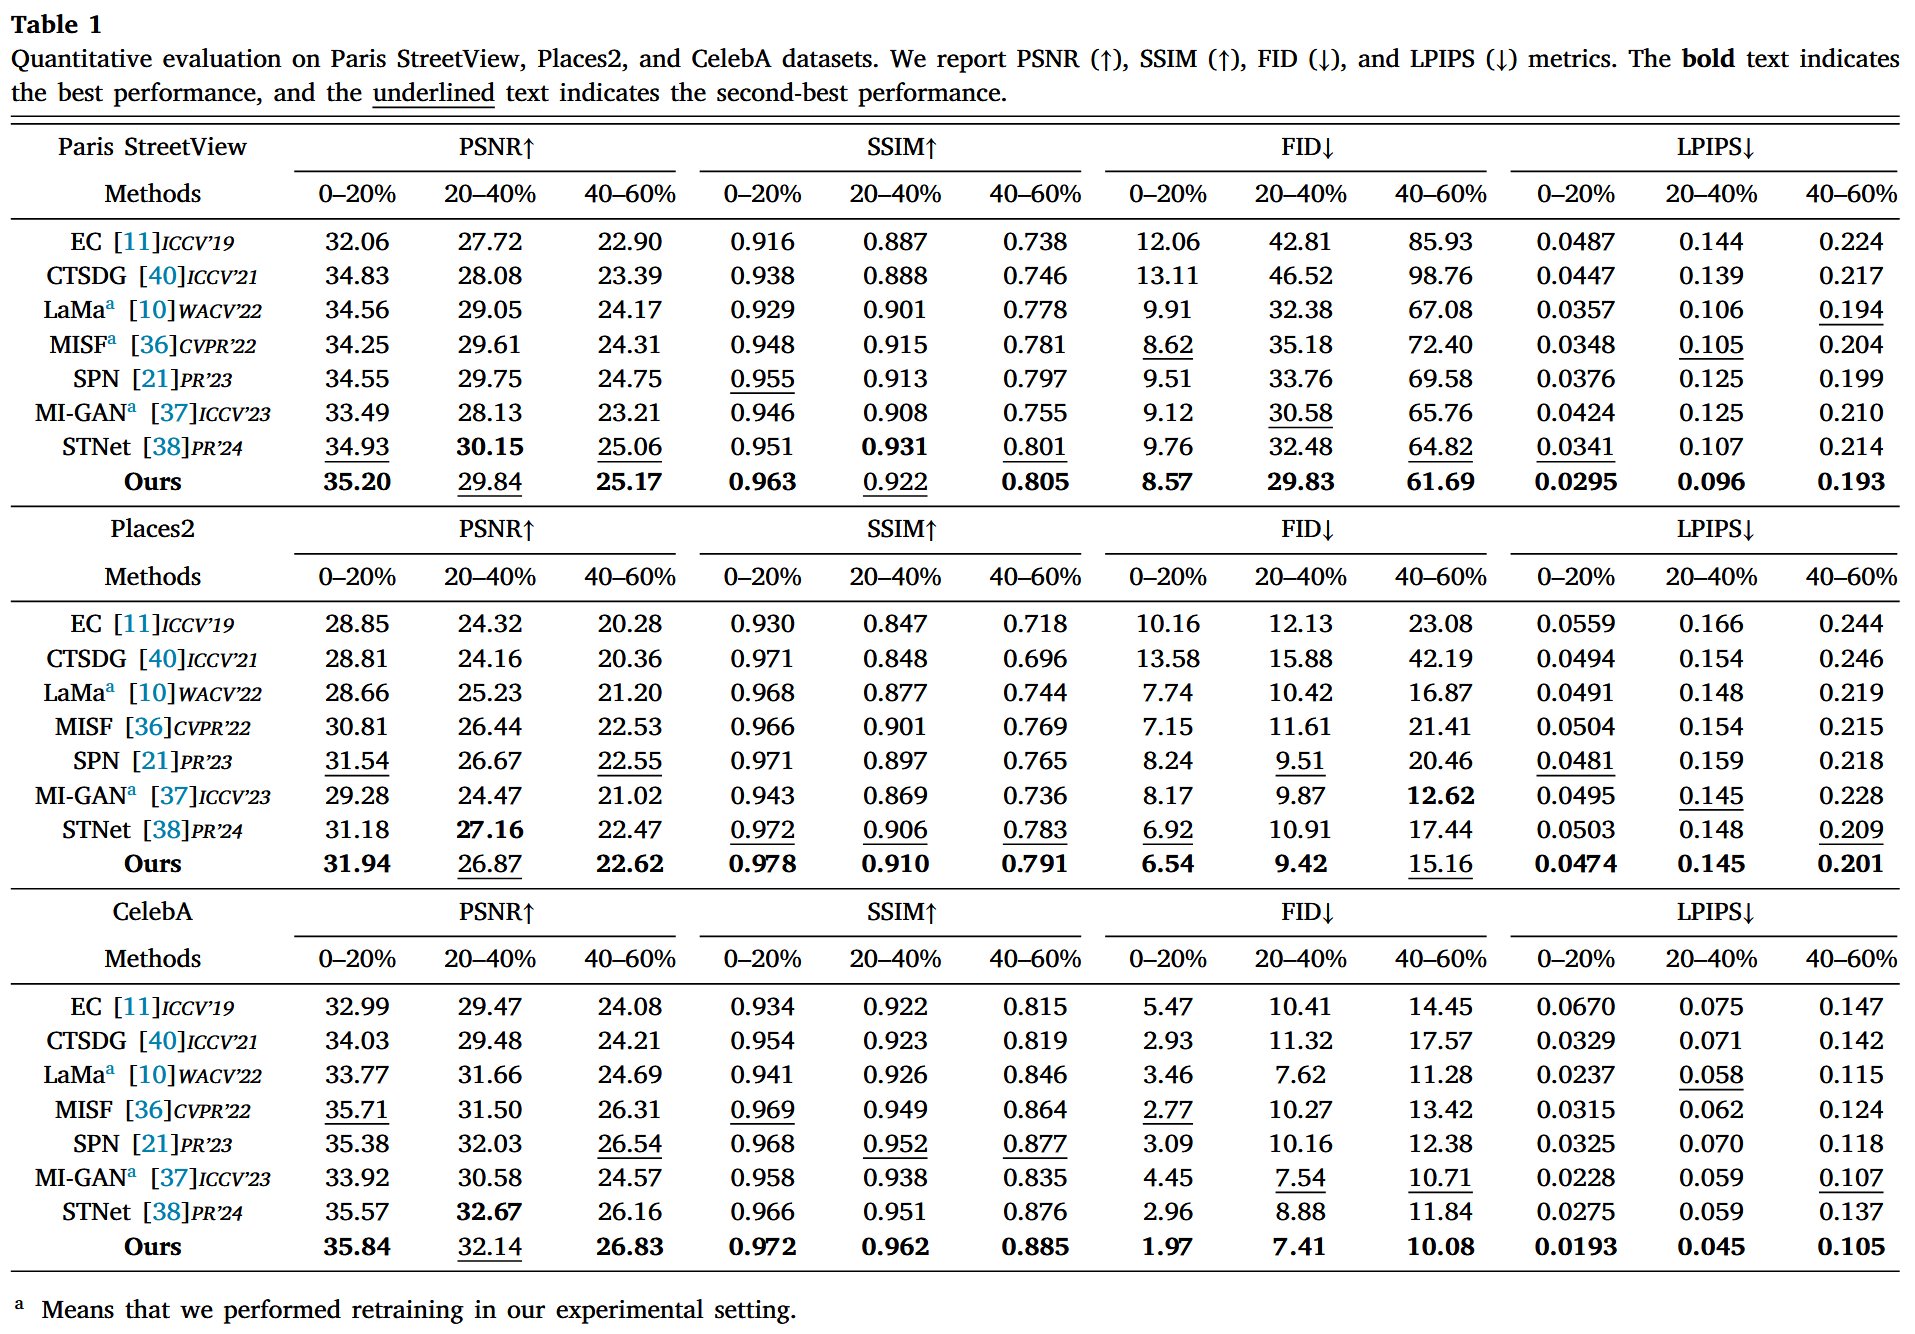 Table 1
Quantitative evaluation on Paris StreetView, Places2, and CelebA datasets. We report PSNR (↑), SSIM (↑), FID (↓), and LPIPS (↓) metrics. The bold text indicates
the best performance, and the underlined text indicates the second-best performance.
Paris StreetView PSNR↑ SSIM↑ FID↓ LPIPS↓
Methods 0–20% 20–40% 40–60% 0–20% 20–40% 40–60% 0–20% 20–40% 40–60% 0–20% 20–40% 40–60%
EC [11]ICCV'19 32.06 27.72 22.90 0.916 0.887 0.738 12.06 42.81 85.93 0.0487 0.144 0.224
CTSDG [40]ICCV'21 34.83 28.08 23.39 0.938 0.888 0.746 13.11 46.52 98.76 0.0447 0.139 0.217
LaMaa [10]WACV'22 34.56 29.05 24.17 0.929 0.901 0.778 9.91 32.38 67.08 0.0357 0.106 0.194
MISFa [36]CVPR'22 34.25 29.61 24.31 0.948 0.915 0.781 8.62 35.18 72.40 0.0348 0.105 0.204
SPN [21]PR'23 34.55 29.75 24.75 0.955 0.913 0.797 9.51 33.76 69.58 0.0376 0.125 0.199
MI-GANa [37]ICCV'23 33.49 28.13 23.21 0.946 0.908 0.755 9.12 30.58 65.76 0.0424 0.125 0.210
STNet [38]PR'24 34.93 30.15 25.06 0.951 0.931 0.801 9.76 32.48 64.82 0.0341 0.107 0.214
Ours 35.20 29.84 25.17 0.963 0.922 0.805 8.57 29.83 61.69 0.0295 0.096 0.193
Places2 PSNR↑ SSIM↑ FID↓ LPIPS↓
Methods 0–20% 20–40% 40–60% 0–20% 20–40% 40–60% 0–20% 20–40% 40–60% 0–20% 20–40% 40–60%
EC [11]ICCV'19 28.85 24.32 20.28 0.930 0.847 0.718 10.16 12.13 23.08 0.0559 0.166 0.244
CTSDG [40]ICCV'21 28.81 24.16 20.36 0.971 0.848 0.696 13.58 15.88 42.19 0.0494 0.154 0.246
LaMaa [10]WACV'22 28.66 25.23 21.20 0.968 0.877 0.744 7.74 10.42 16.87 0.0491 0.148 0.219
MISF [36]CVPR'22 30.81 26.44 22.53 0.966 0.901 0.769 7.15 11.61 21.41 0.0504 0.154 0.215
SPN [21]PR'23 31.54 26.67 22.55 0.971 0.897 0.765 8.24 9.51 20.46 0.0481 0.159 0.218
MI-GANa [37]ICCV'23 29.28 24.47 21.02 0.943 0.869 0.736 8.17 9.87 12.62 0.0495 0.145 0.228
STNet [38]PR'24 31.18 27.16 22.47 0.972 0.906 0.783 6.92 10.91 17.44 0.0503 0.148 0.209
Ours 31.94 26.87 22.62 0.978 0.910 0.791 6.54 9.42 15.16 0.0474 0.145 0.201
CelebA PSNR↑ SSIM↑ FID↓ LPIPS↓
Methods 0–20% 20–40% 40–60% 0–20% 20–40% 40–60% 0–20% 20–40% 40–60% 0–20% 20–40% 40–60%
EC [11]ICCV'19 32.99 29.47 24.08 0.934 0.922 0.815 5.47 10.41 14.45 0.0670 0.075 0.147
CTSDG [40]ICCV'21 34.03 29.48 24.21 0.954 0.923 0.819 2.93 11.32 17.57 0.0329 0.071 0.142
LaMaa [10]WACV'22 33.77 31.66 24.69 0.941 0.926 0.846 3.46 7.62 11.28 0.0237 0.058 0.115
MISF [36]CVPR'22 35.71 31.50 26.31 0.969 0.949 0.864 2.77 10.27 13.42 0.0315 0.062 0.124
SPN [21]PR'23 35.38 32.03 26.54 0.968 0.952 0.877 3.09 10.16 12.38 0.0325 0.070 0.118
MI-GANa [37]ICCV'23 33.92 30.58 24.57 0.958 0.938 0.835 4.45 7.54 10.71 0.0228 0.059 0.107
STNet [38]PR'24 35.57 32.67 26.16 0.966 0.951 0.876 2.96 8.88 11.84 0.0275 0.059 0.137
Ours 35.84 32.14 26.83 0.972 0.962 0.885 1.97 7.41 10.08 0.0193 0.045 0.105
a Means that we performed retraining in our experimental setting.